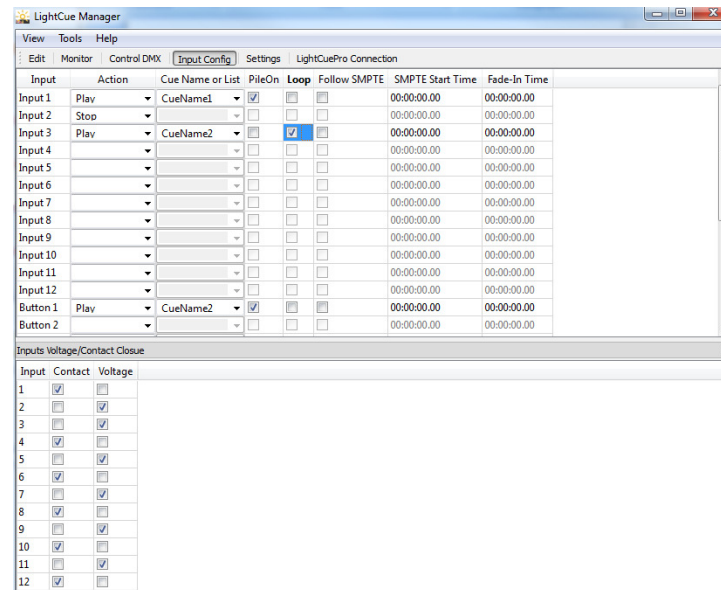 LightCue Manager
View Tools Help
Edit Monitor Control DMX Input Config Settings LightCuePro Connection
Input Action Cue Name or List PileOn Loop Follow SMPTE SMPTE Start Time Fade-In Time
Input 1 Play CueName1 00:00:00.00 00:00:00.00
Input 2 Stop 00:00:00.00 00:00:00.00
Input 3 Play CueName2 00:00:00.00 00:00:00.00
Input 4 00:00:00.00 00:00:00.00
Input 5 00:00:00.00 00:00:00.00
Input 6 00:00:00.00 00:00:00.00
Input 7 00:00:00.00 00:00:00.00
Input 8 00:00:00.00 00:00:00.00
Input 9 00:00:00.00 00:00:00.00
Input 10 00:00:00.00 00:00:00.00
Input 11 00:00:00.00 00:00:00.00
Input 12 00:00:00.00 00:00:00.00
Button 1 Play CueName2 00:00:00.00 00:00:00.00
Button 2 00:00:00.00 00:00:00.00
Inputs Voltage/Contact Closue
Input Contact Voltage
1
2
3
4
5
6
7
8
9
10
11
12